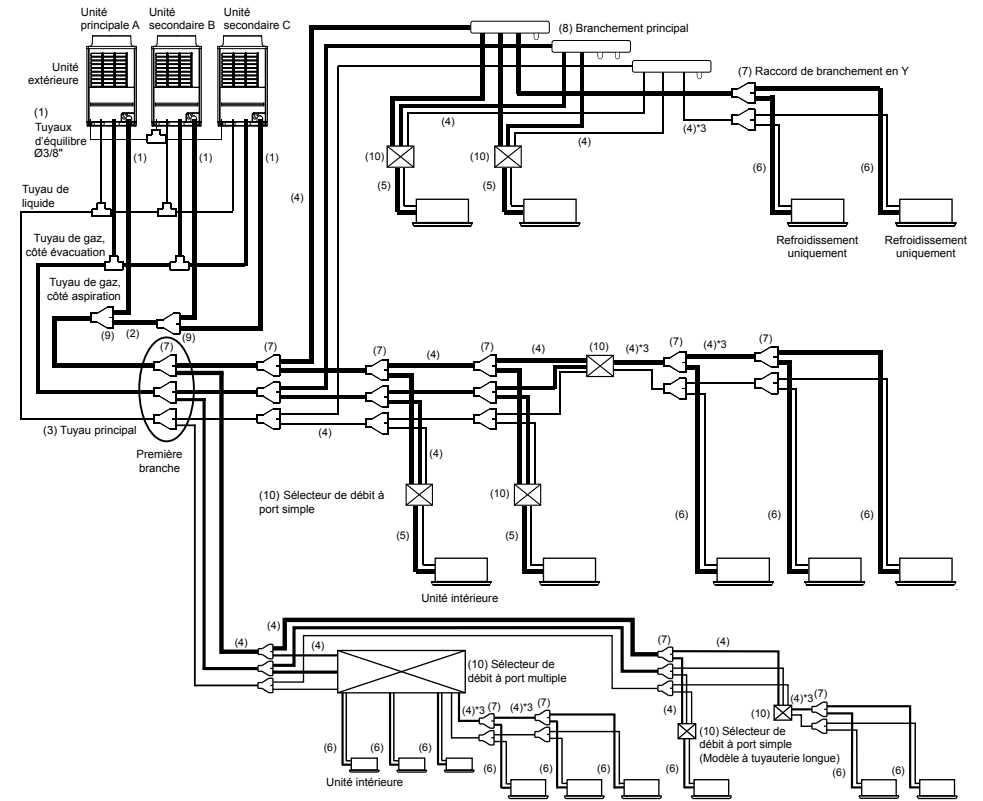 Unité
principale A
Unité
secondaire B
Unité
secondaire C
Unité
extérieure
(1)
Tuyaux
d'équilibre
Ø3/8"
(1)
(1)
(1)
Tuyau de
liquide
Tuyau de gaz,
côté évacuation
Tuyau de gaz,
côté aspiration
(9)
(2)
(9)
(4)
(8) Branchement principal
(7) Raccord de branchement en Y
(4)
(4)
(4)*3
(10)
(10)
(5)
(5)
(6)
(6)
Refroidissement
uniquement
Refroidissement
uniquement
(7)
(7)
(7)
(4)
(7)
(4)
(10)
(4)*3
(7)
(4)*3
(7)
(3) Tuyau principal
(4)
Première
branche
(4)
(10) Sélecteur de débit à
port simple
(10)
(5)
(5)
(6)
(6)
(6)
Unité intérieure
(4)
(4)
(4)
(7)
(4)
(10) Sélecteur de
débit à port multiple
(4)*3
(7)
(4)*3
(7)
(4)
(4)*3
(7)
(10)
(10) Sélecteur de
débit à port simple
(Modèle à tuyauterie longue)
(6)
(6)
(6)
Unité intérieure
(6)
(6)
(6)
(6)
(6)
(6)